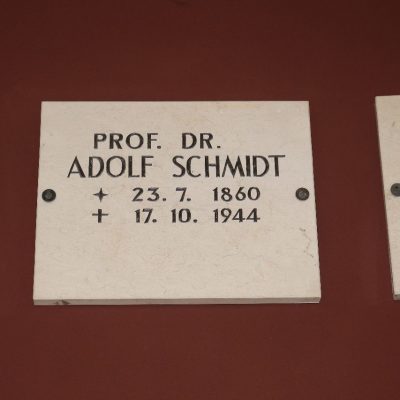 PROF. DR.
ADOLF SCHMIDT
✦ 23. 7. 1860
✝ 17. 10. 1944